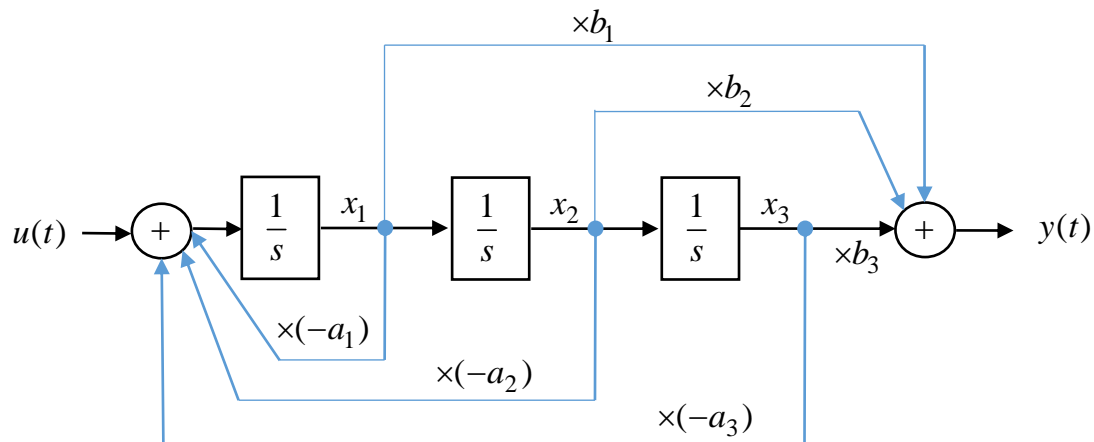 ×b₁
×b₂
u(t) + 1/s x₁ 1/s x₂ 1/s x₃ + y(t)
×b₃
×(−a₁)
×(−a₂)
×(−a₃)